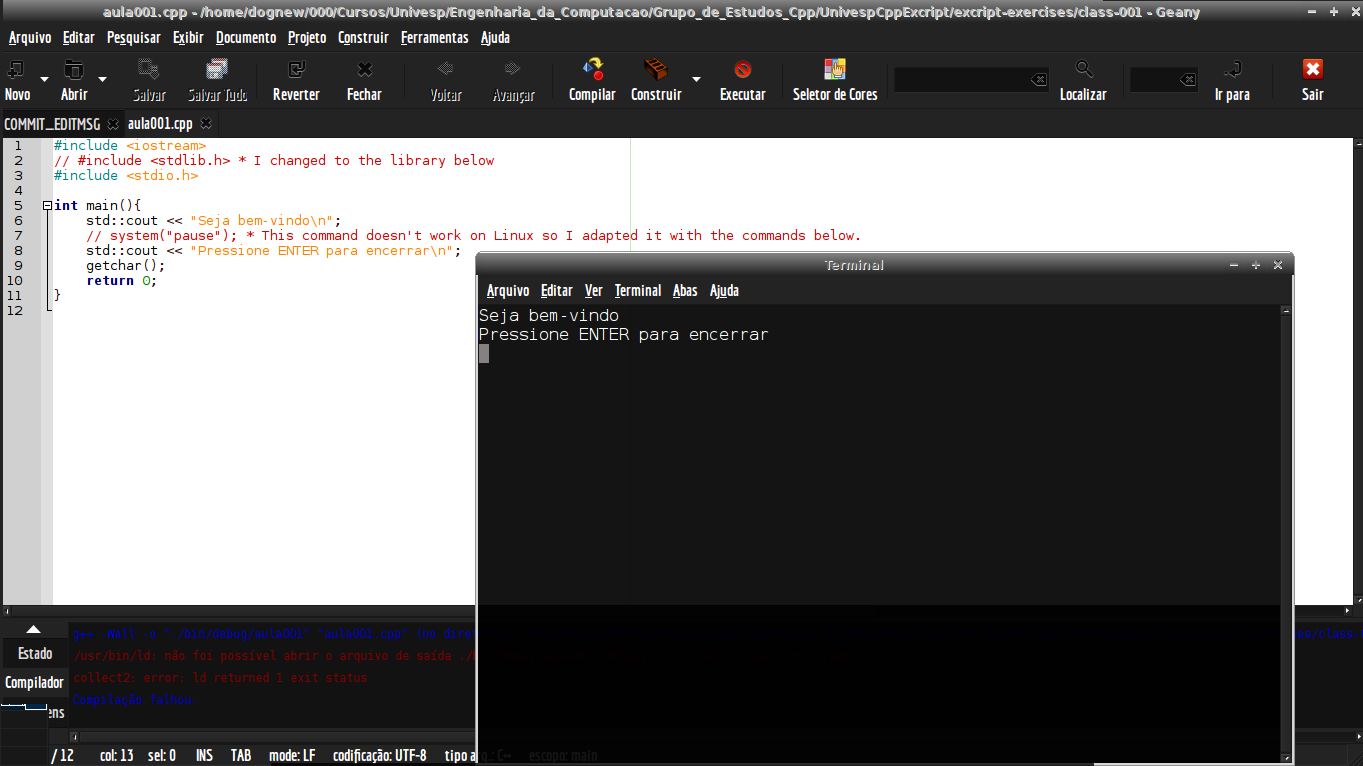 aula001.cpp - /home/dognew/000/Cursos/Univesp/Engenharia_da_Computacao/Grupo_de_Estudos_Cpp/UnivespCppExcript/excript-exercises/class-001 - Geany
Arquivo Editar Pesquisar Exibir Documento Projeto Construir Ferramentas Ajuda
Novo Abrir Salvar Salvar Tudo Reverter Fechar Voltar Avançar Compilar Construir Executar Seletor de Cores Localizar Ir para Sair
COMMIT_EDITMSG aula001.cpp
1 #include <iostream>
2 // #include <stdlib.h> * I changed to the library below
3 #include <stdio.h>
4
5 int main(){
6 std::cout << "Seja bem-vindo\n";
7 // system("pause"); * This command doesn't work on Linux so I adapted it with the commands below.
8 std::cout << "Pressione ENTER para encerrar\n";
9 getchar();
10 return 0;
11 }
12
Terminal
Arquivo Editar Ver Terminal Abas Ajuda
Seja bem-vindo
Pressione ENTER para encerrar
Estado
Compilador
ens
g++ -Wall -o "./bin/debug/aula001" "aula001.cpp" (no dire
/usr/bin/ld: não foi possível abrir o arquivo de saída ./
collect2: error: ld returned 1 exit status
Compilação falhou
/ 12 col: 13 sel: 0 INS TAB mode: LF codificação: UTF-8 tipo arq.: C++ escopo: main